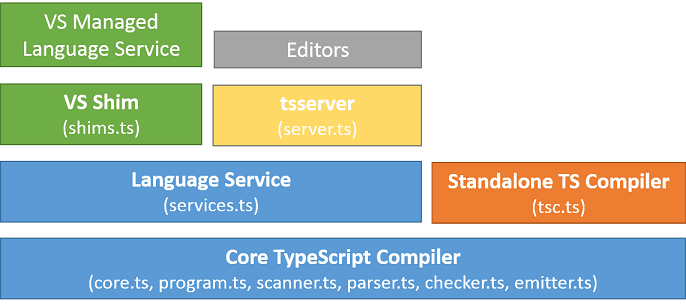 VS Managed
Language Service
Editors
VS Shim
(shims.ts)
tsserver
(server.ts)
Language Service
(services.ts)
Standalone TS Compiler
(tsc.ts)
Core TypeScript Compiler
(core.ts, program.ts, scanner.ts, parser.ts, checker.ts, emitter.ts)